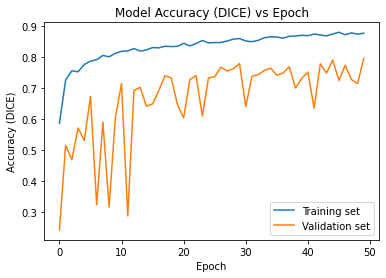 Model Accuracy (DICE) vs Epoch
Accuracy (DICE)
0.9
0.8
0.7
0.6
0.5
0.4
0.3
0 10 20 30 40 50
Epoch
Training set
Validation set